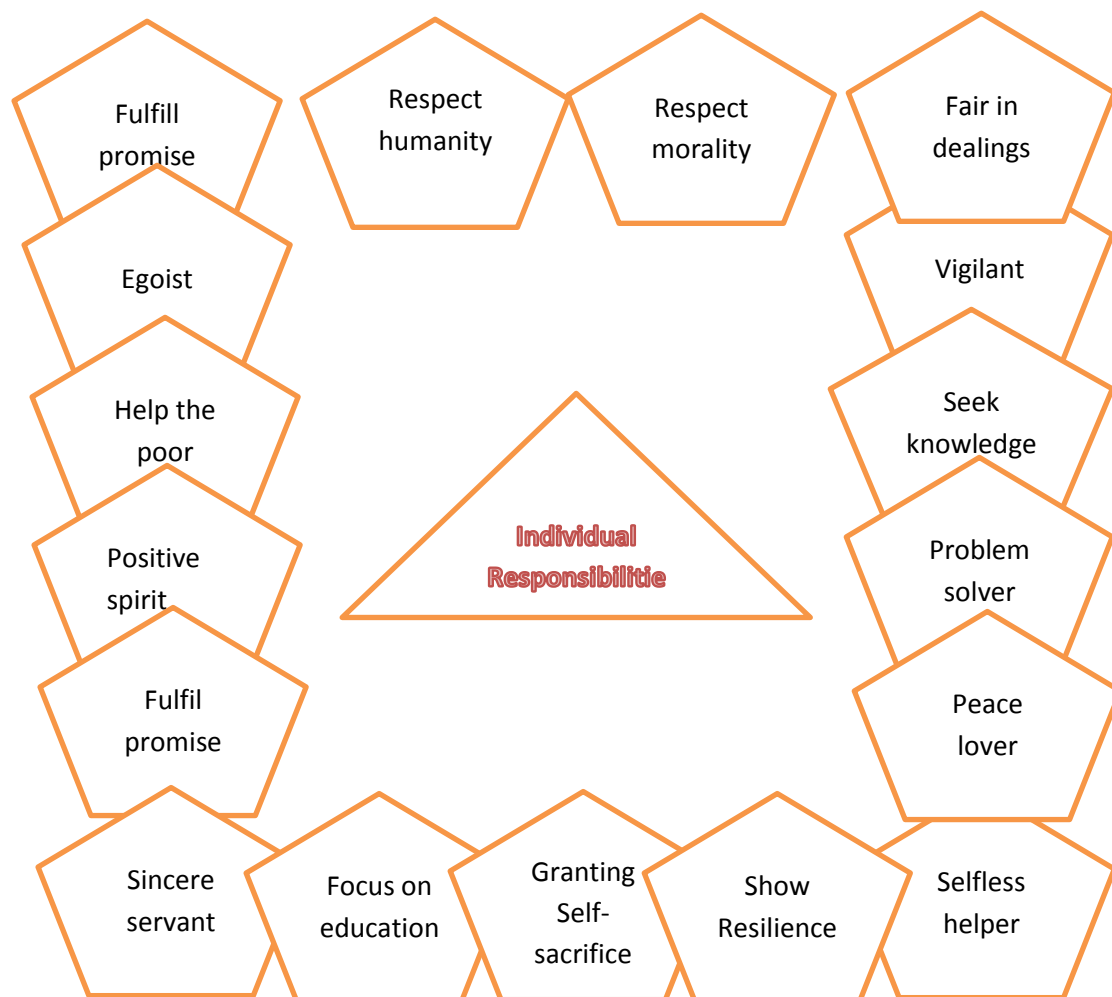 Fulfill
promise
Respect
humanity
Respect
morality
Fair in
dealings
Egoist
Vigilant
Help the
poor
Seek
knowledge
Positive
spirit
Individual
Responsibilitie
Problem
solver
Fulfil
promise
Peace
lover
Sincere
servant
Focus on
education
Granting
Self-
sacrifice
Show
Resilience
Selfless
helper